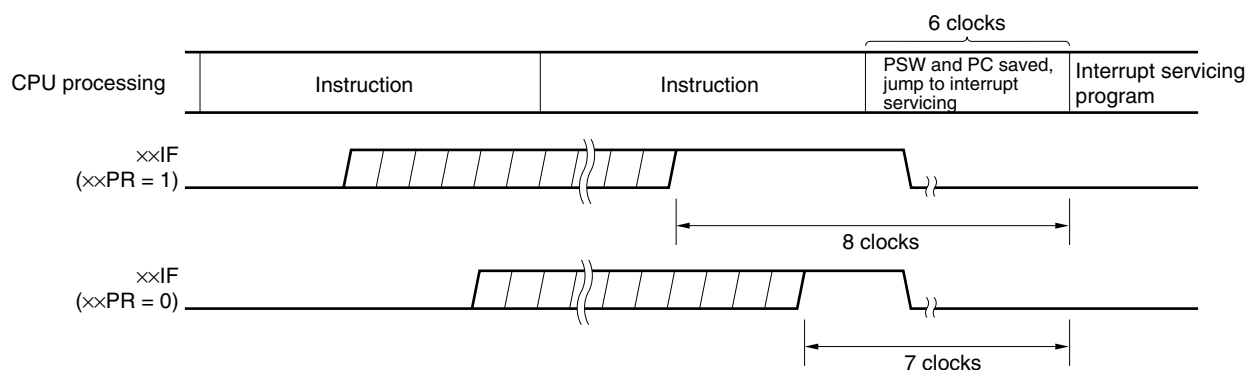 6 clocks
CPU processing
Instruction
Instruction
PSW and PC saved,
jump to interrupt
servicing
Interrupt servicing
program
××IF
(××PR = 1)
8 clocks
××IF
(××PR = 0)
7 clocks